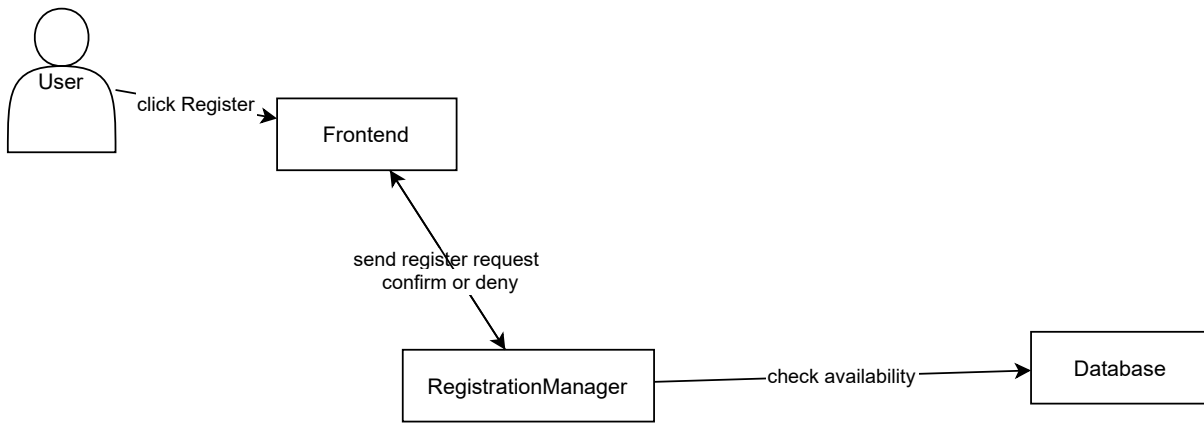 User
click Register
Frontend
send register request
confirm or deny
RegistrationManager
check availability
Database